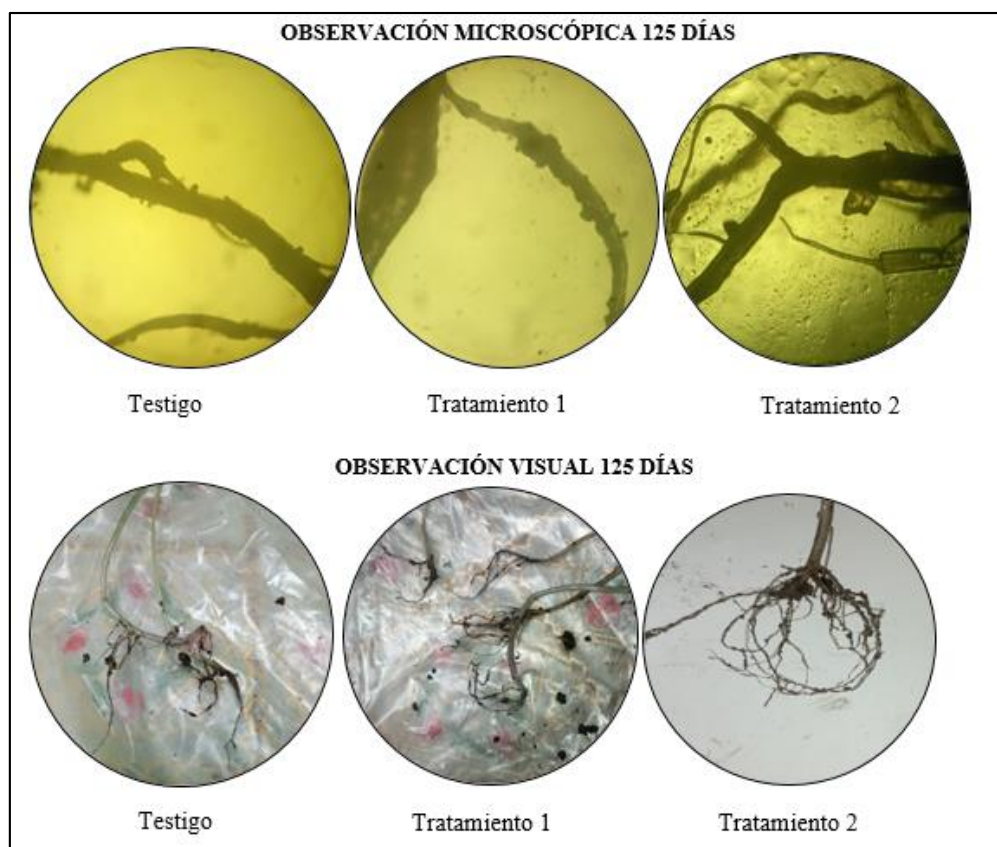 OBSERVACIÓN MICROSCÓPICA 125 DÍAS
Testigo
Tratamiento 1
Tratamiento 2
OBSERVACIÓN VISUAL 125 DÍAS
Testigo
Tratamiento 1
Tratamiento 2